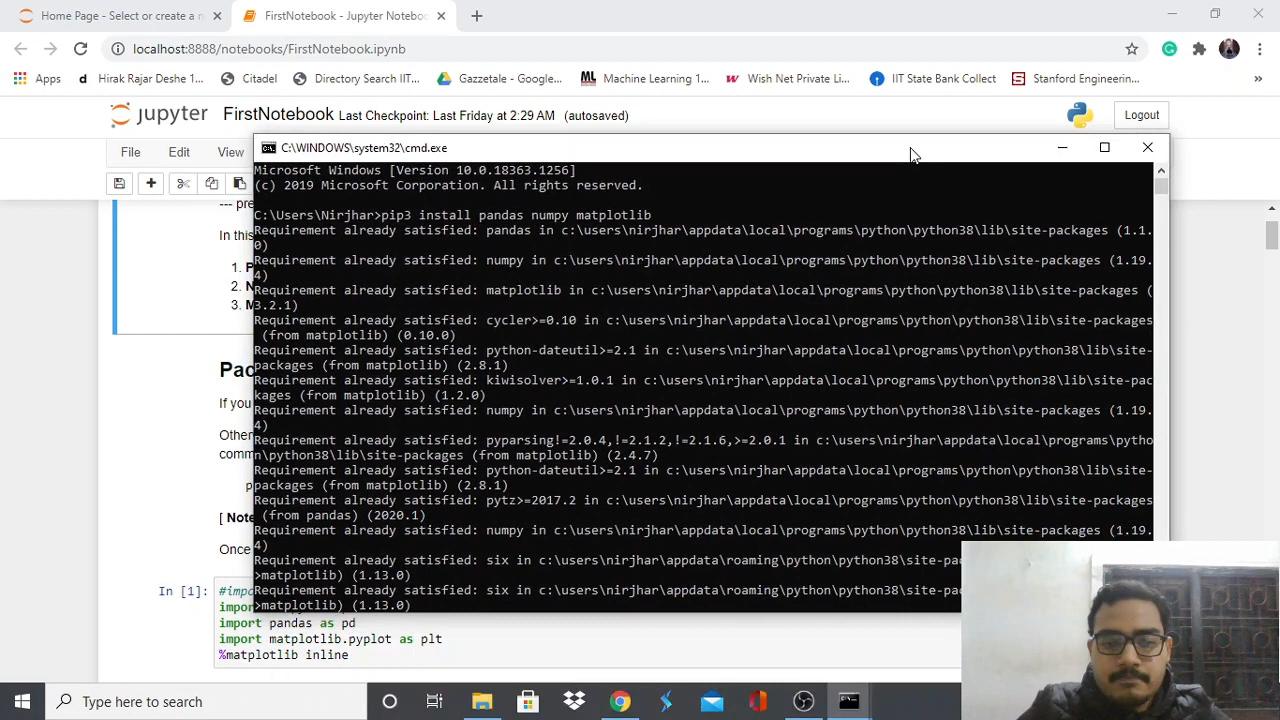 Home Page - Select or create a n
FirstNotebook - Jupyter Noteboo
localhost:8888/notebooks/FirstNotebook.ipynb
Apps
Hirak Rajar Deshe 1...
Citadel
Directory Search IIT...
Gazzetale - Google...
ML
Machine Learning 1...
Wish Net Private Li...
IIT State Bank Collect
Stanford Engineerin...
jupyter
FirstNotebook Last Checkpoint: Last Friday at 2:29 AM (autosaved)
Logout
File Edit View
--- pre
In this
1. P
2. N
3. M
Pac
If you
Other
comm
p
[ Note
Once
C:\WINDOWS\system32\cmd.exe
Microsoft Windows [Version 10.0.18363.1256]
(c) 2019 Microsoft Corporation. All rights reserved.
C:\Users\Nirjhar>pip3 install pandas numpy matplotlib
Requirement already satisfied: pandas in c:\users\nirjhar\appdata\local\programs\python\python38\lib\site-packages (1.1.
0)
Requirement already satisfied: numpy in c:\users\nirjhar\appdata\local\programs\python\python38\lib\site-packages (1.19.
4)
Requirement already satisfied: matplotlib in c:\users\nirjhar\appdata\local\programs\python\python38\lib\site-packages (
3.2.1)
Requirement already satisfied: cycler>=0.10 in c:\users\nirjhar\appdata\local\programs\python\python38\lib\site-packages
 (from matplotlib) (0.10.0)
Requirement already satisfied: python-dateutil>=2.1 in c:\users\nirjhar\appdata\local\programs\python\python38\lib\site-
packages (from matplotlib) (2.8.1)
Requirement already satisfied: kiwisolver>=1.0.1 in c:\users\nirjhar\appdata\local\programs\python\python38\lib\site-pac
kages (from matplotlib) (1.2.0)
Requirement already satisfied: numpy in c:\users\nirjhar\appdata\local\programs\python\python38\lib\site-packages (1.19.
4)
Requirement already satisfied: pyparsing!=2.0.4,!=2.1.2,!=2.1.6,>=2.0.1 in c:\users\nirjhar\appdata\local\programs\pytho
n\python38\lib\site-packages (from matplotlib) (2.4.7)
Requirement already satisfied: python-dateutil>=2.1 in c:\users\nirjhar\appdata\local\programs\python\python38\lib\site-
packages (from matplotlib) (2.8.1)
Requirement already satisfied: pytz>=2017.2 in c:\users\nirjhar\appdata\local\programs\python\python38\lib\site-packages
 (from pandas) (2020.1)
Requirement already satisfied: numpy in c:\users\nirjhar\appdata\local\programs\python\python38\lib\site-packages (1.19.
4)
Requirement already satisfied: six in c:\users\nirjhar\appdata\roaming\python\python38\site-pac
>matplotlib) (1.13.0)
Requirement already satisfied: six in c:\users\nirjhar\appdata\roaming\python\python38\site-pac
>matplotlib) (1.13.0)
In [1]:
import pandas as pd
import matplotlib.pyplot as plt
%matplotlib inline
Type here to search